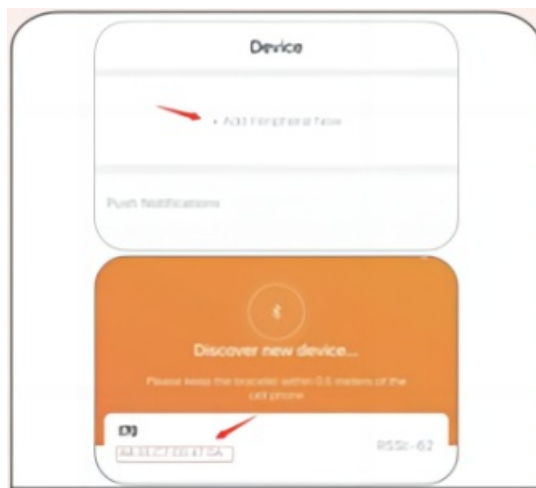 Device
+ Add Peripheral Now
Push Notifications
Discover new device...
Please keep the bracelet within 0.5 meters of the
cell phone
RSSI:-62